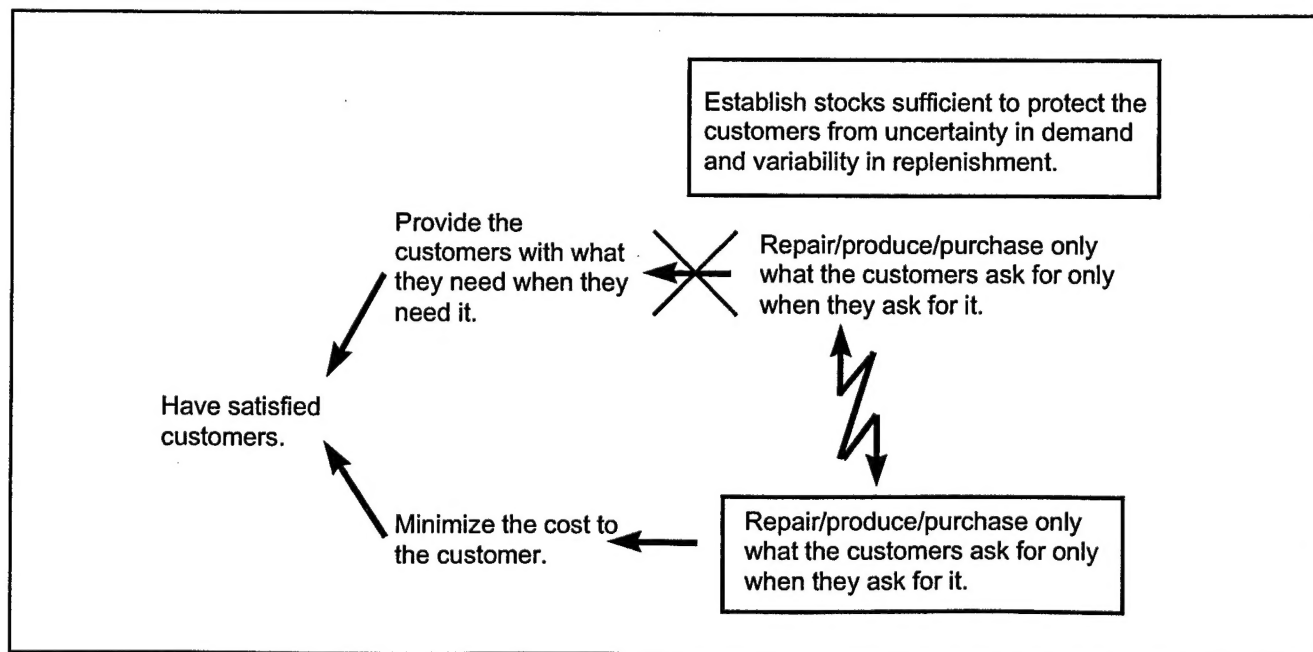 Establish stocks sufficient to protect the
customers from uncertainty in demand
and variability in replenishment.
Provide the
customers with what
they need when they
need it.
Repair/produce/purchase only
what the customers ask for only
when they ask for it.
Have satisfied
customers.
Minimize the cost to
the customer.
Repair/produce/purchase only
what the customers ask for only
when they ask for it.